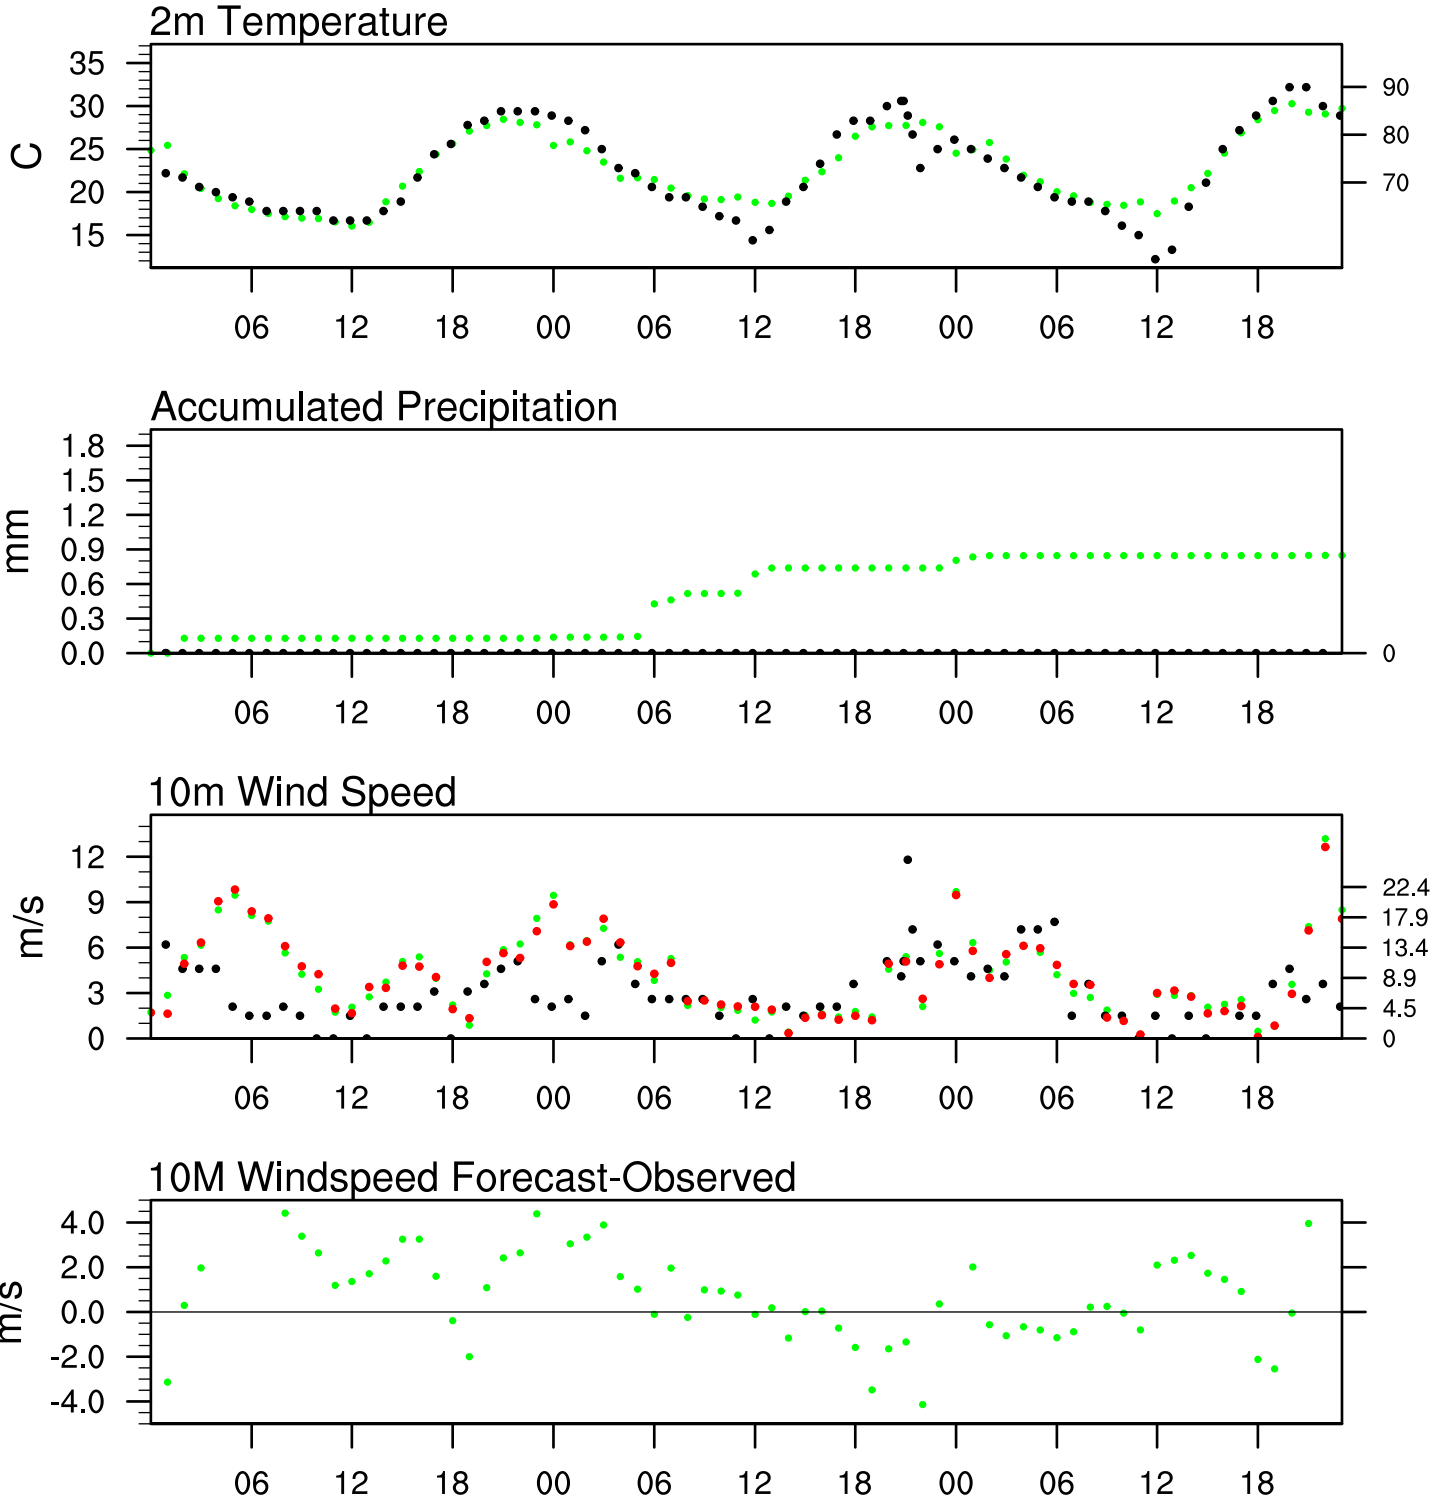 2m Temperature
35
30
25
20
15
C
90
80
70
06 12 18 00 06 12 18 00 06 12 18
Accumulated Precipitation
1.8
1.5
1.2
0.9
0.6
0.3
0.0
mm
0
06 12 18 00 06 12 18 00 06 12 18
10m Wind Speed
12
9
6
3
0
m/s
22.4
17.9
13.4
8.9
4.5
0
06 12 18 00 06 12 18 00 06 12 18
10M Windspeed Forecast-Observed
4.0
2.0
0.0
-2.0
-4.0
m/s
06 12 18 00 06 12 18 00 06 12 18